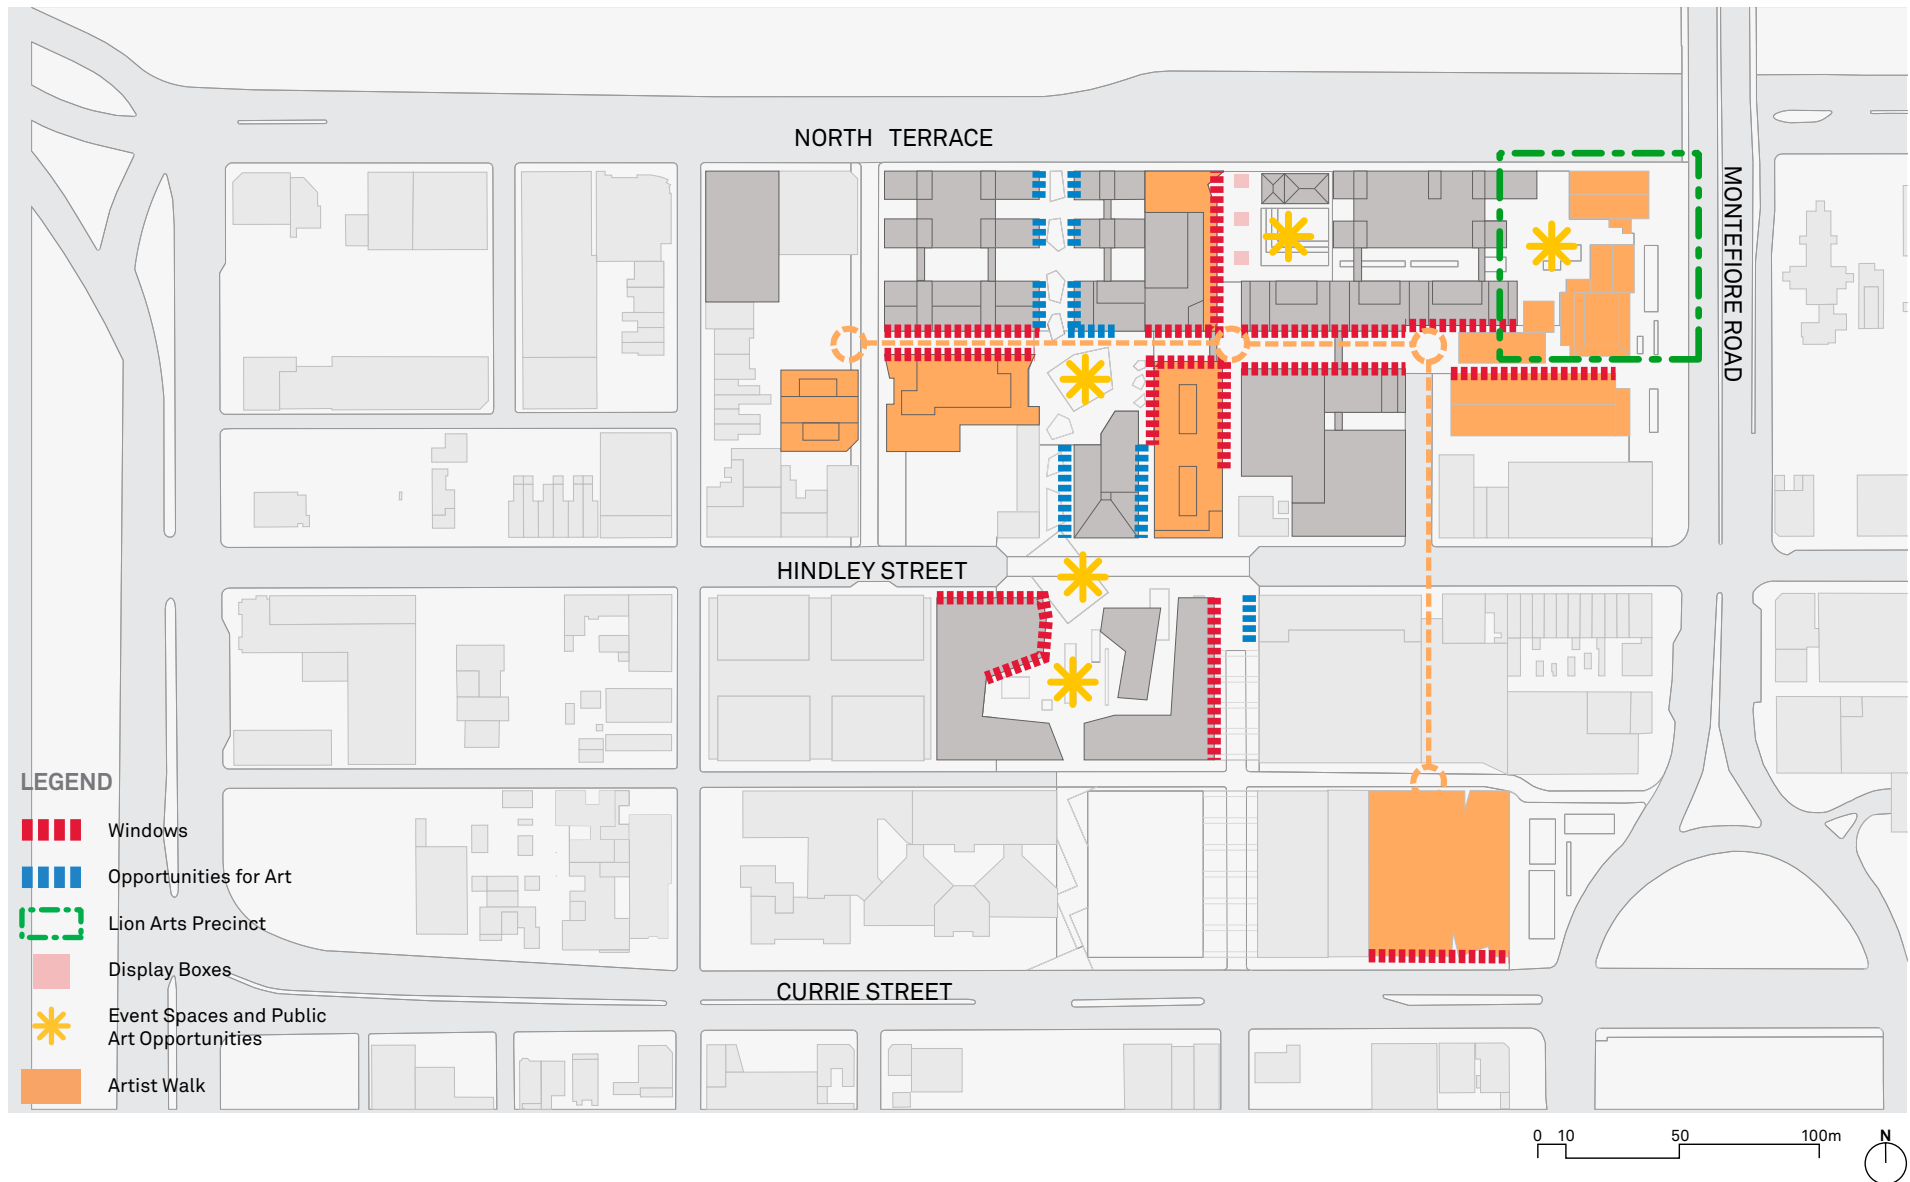 NORTH TERRACE
MONTEFIORE ROAD
HINDLEY STREET
LEGEND
Windows
Opportunities for Art
Lion Arts Precinct
Display Boxes
CURRIE STREET
Event Spaces and Public
Art Opportunities
Artist Walk
0 10 50 100m N